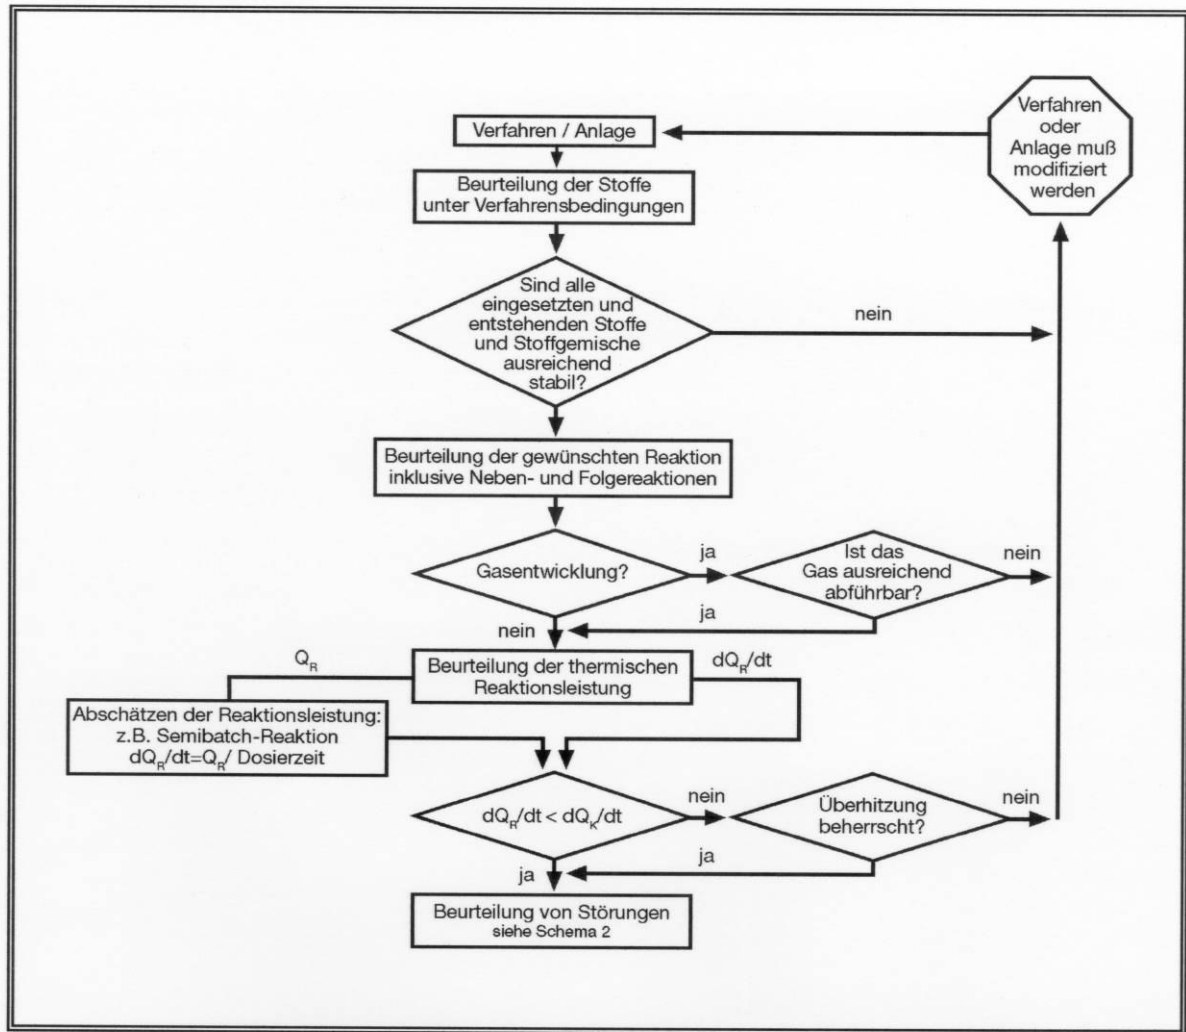 Verfahren / Anlage
Verfahren
oder
Anlage muß
modifiziert
werden
Beurteilung der Stoffe
unter Verfahrensbedingungen
Sind alle
eingesetzten und
entstehenden Stoffe
und Stoffgemische
ausreichend
stabil?
nein
Beurteilung der gewünschten Reaktion
inklusive Neben- und Folgereaktionen
Gasentwicklung?
ja
Ist das
Gas ausreichend
abführbar?
nein
ja
nein
Q_R
Beurteilung der thermischen
Reaktionsleistung
dQ_R/dt
Abschätzen der Reaktionsleistung:
z.B. Semibatch-Reaktion
dQ_R/dt=Q_R/ Dosierzeit
dQ_R/dt < dQ_K/dt
nein
Überhitzung
beherrscht?
nein
ja
ja
Beurteilung von Störungen
siehe Schema 2